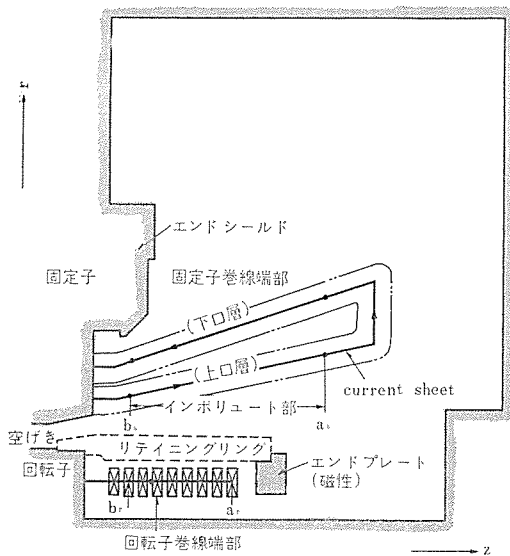 r
エンドシールド
固定子
固定子巻線端部
(下口層)
(上口層)
current sheet
インボリュート部
bₛ
aₛ
空げき
リテイニングリング
回転子
エンドプレート
(磁性)
bᵣ
aᵣ
回転子巻線端部
z